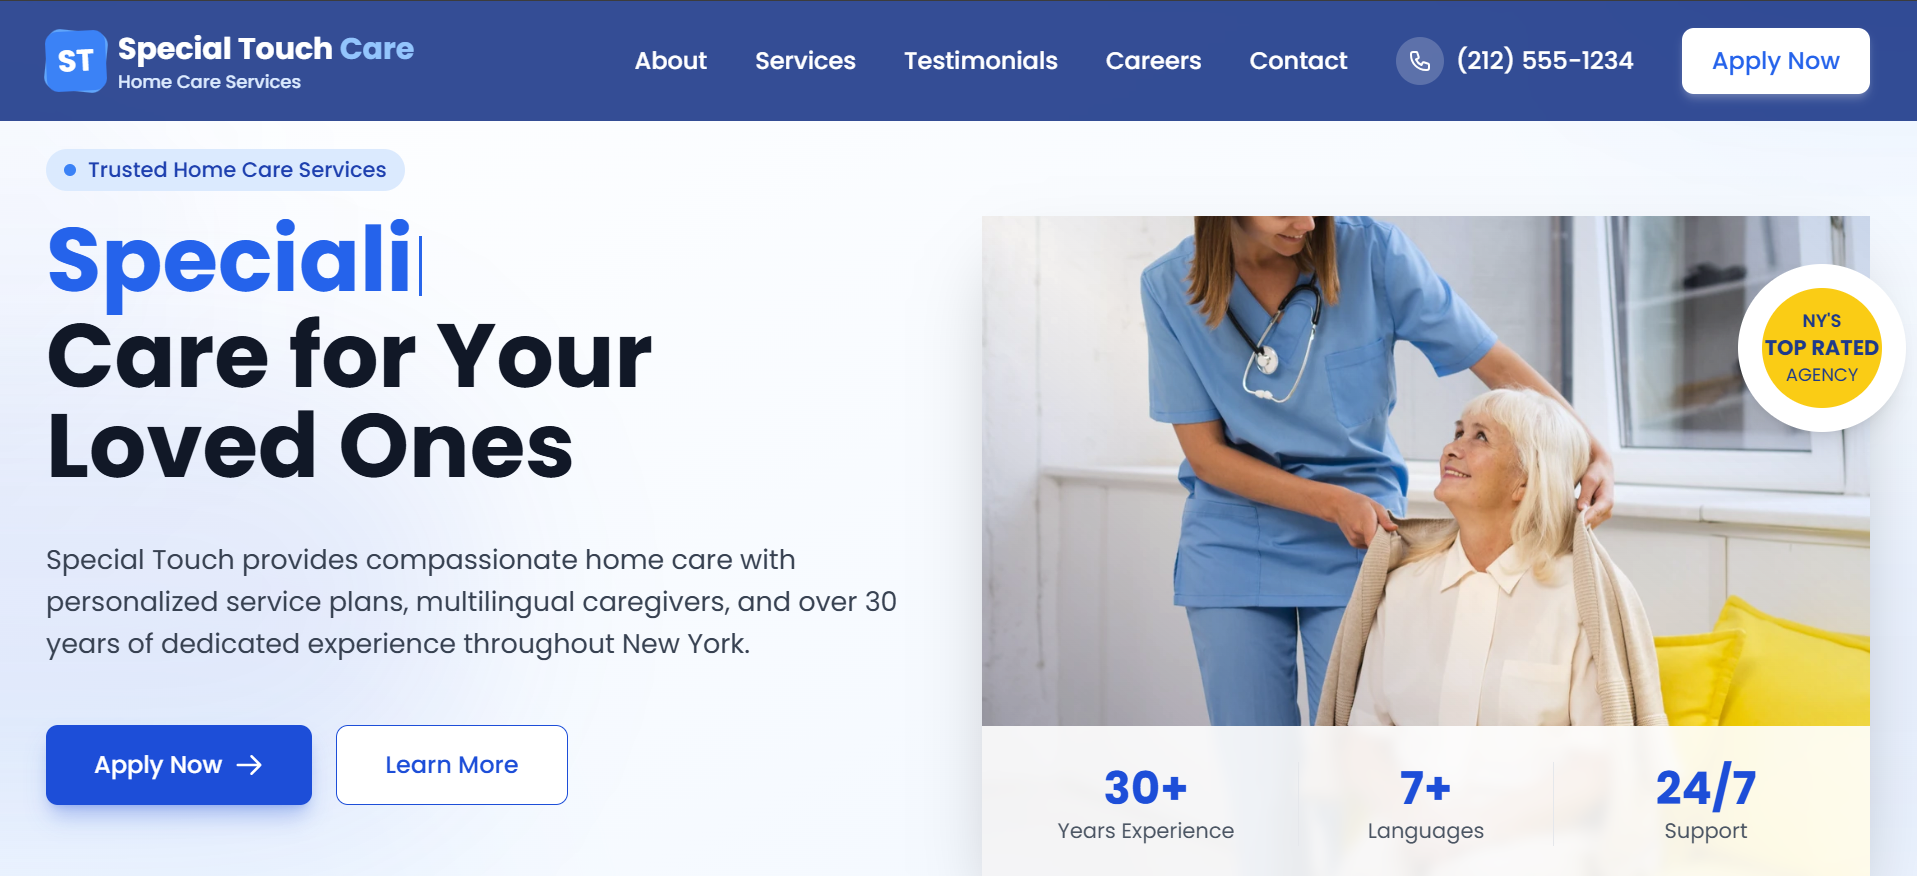 ST
Special Touch Care
Home Care Services
About
Services
Testimonials
Careers
Contact
(212) 555-1234
Apply Now
Trusted Home Care Services
Speciali
Care for Your
Loved Ones
Special Touch provides compassionate home care with
personalized service plans, multilingual caregivers, and over 30
years of dedicated experience throughout New York.
Apply Now
Learn More
NY'S
TOP RATED
AGENCY
30+
Years Experience
7+
Languages
24/7
Support